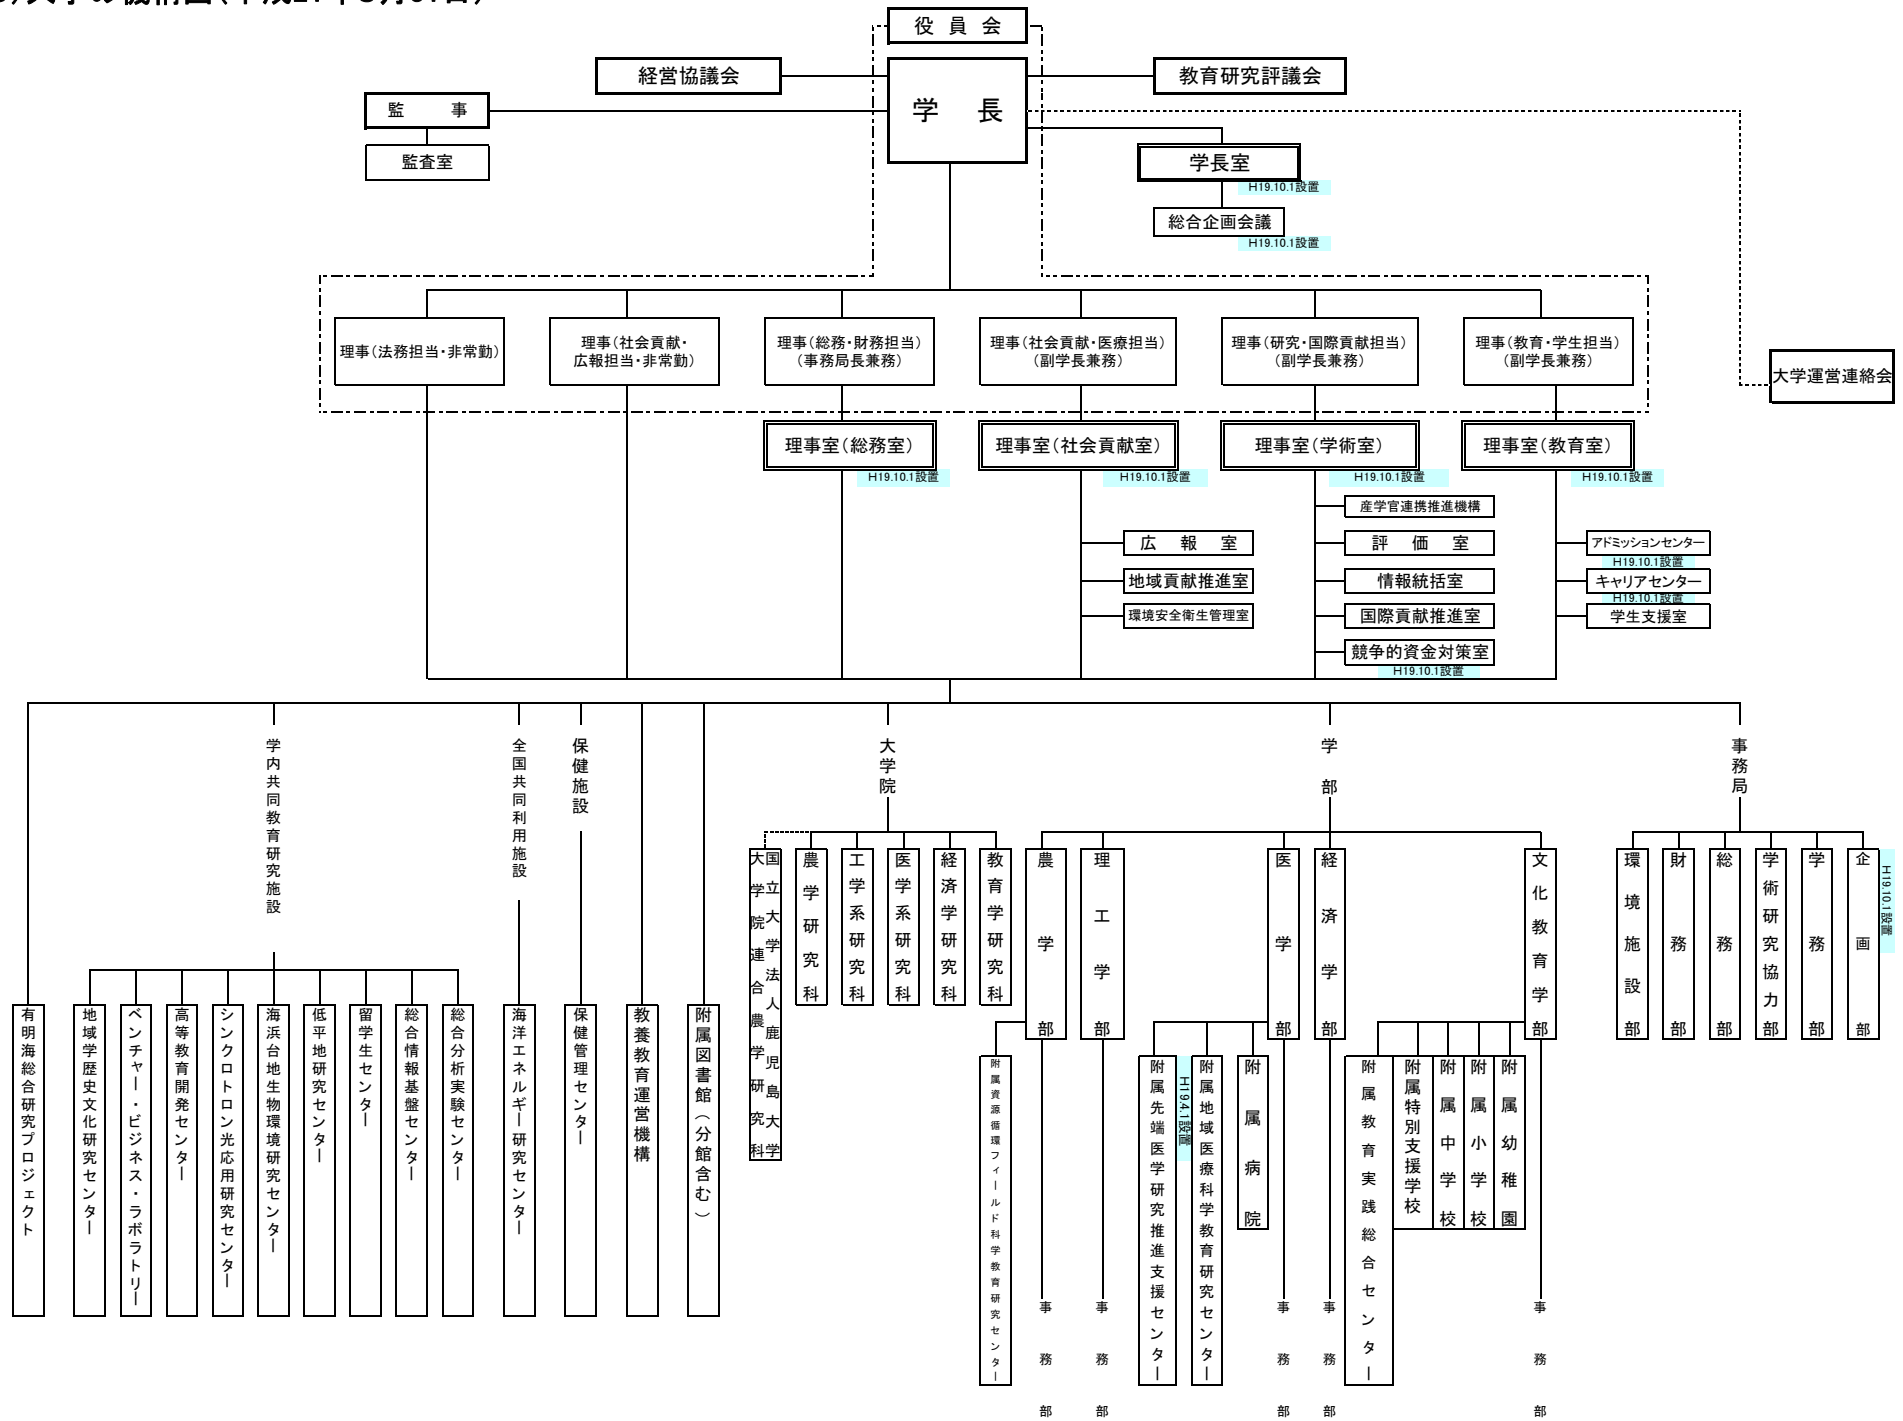 大学の機構図(平成21年3月31日)
役 員 会
経営協議会
教育研究評議会
学 長
監 事
監査室
学長室
H19.10.1設置
総合企画会議
H19.10.1設置
理事(法務担当・非常勤)
理事(社会貢献・
広報担当・非常勤)
理事(総務・財務担当)
(事務局長兼務)
理事(社会貢献・医療担当)
(副学長兼務)
理事(研究・国際貢献担当)
(副学長兼務)
理事(教育・学生担当)
(副学長兼務)
大学運営連絡会
理事室(総務室)
H19.10.1設置
理事室(社会貢献室)
H19.10.1設置
理事室(学術室)
H19.10.1設置
理事室(教育室)
H19.10.1設置
広 報 室
地域貢献推進室
環境安全衛生管理室
産学官連携推進機構
評 価 室
情報統括室
国際貢献推進室
競争的資金対策室
H19.10.1設置
アドミッションセンター
H19.10.1設置
キャリアセンター
H19.10.1設置
学生支援室
学内共同教育研究施設
全国共同利用施設
保健施設
大学院
学 部
事務局
有明海総合研究プロジェクト
地域学歴史文化研究センター
ベンチャー・ビジネス・ラボラトリー
高等教育開発センター
シンクロトロン光応用研究センター
海浜台地生物環境研究センター
低平地研究センター
留学生センター
総合情報基盤センター
総合分析実験センター
海洋エネルギー研究センター
保健管理センター
教養教育運営機構
附属図書館(分館含む)
国立大学法人鹿児島大学
大学院連合農学研究科
農学研究科
工学系研究科
医学系研究科
経済学研究科
教育学研究科
農学部
理工学部
医学部
経済学部
文化教育学部
環境施設部
財務部
総務部
学術研究協力部
学務部
企画部
H19.10.1設置
附属資源循環フィールド科学教育研究センター
事務部
事務部
附属先端医学研究推進支援センター
H19.4.1設置
附属地域医療科学教育研究センター
附属病院
事務部
事務部
附属教育実践総合センター
附属特別支援学校
附属中学校
附属小学校
附属幼稚園
事務部